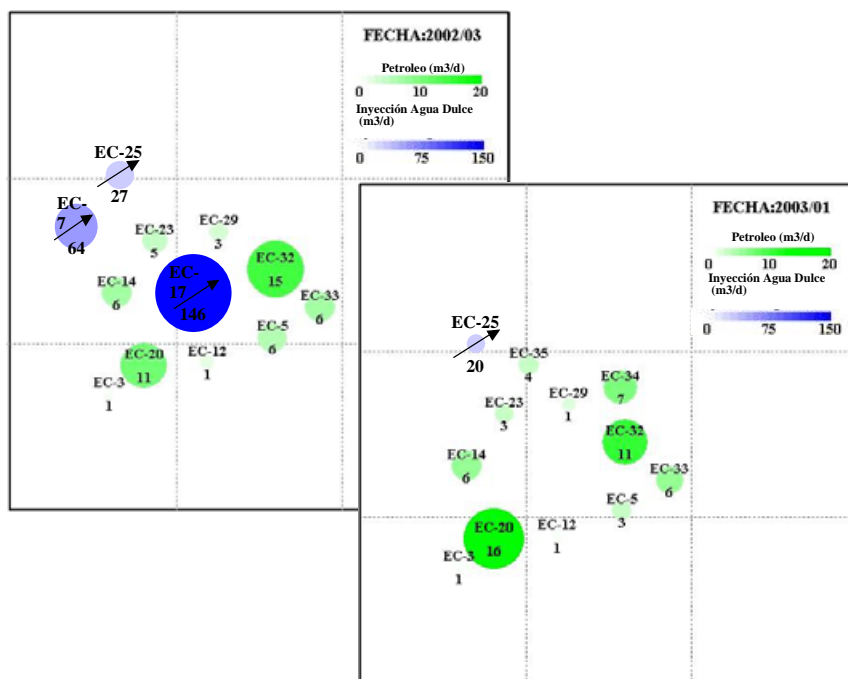 FECHA:2002/03
Petroleo (m3/d)
0 10 20
Inyección Agua Dulce
(m3/d)
0 75 150
EC-25
27
EC-
7
64
EC-23
5
EC-29
3
EC-32
15
EC-14
6
EC-
17
146
EC-33
6
EC-5
6
EC-20
11
EC-12
1
EC-3
1
FECHA:2003/01
Petroleo (m3/d)
0 10 20
Inyección Agua Dulce
(m3/d)
0 75 150
EC-25
20
EC-35
4
EC-34
7
EC-23
3
EC-29
1
EC-32
11
EC-14
6
EC-33
6
EC-5
3
EC-20
16
EC-12
1
EC-3
1